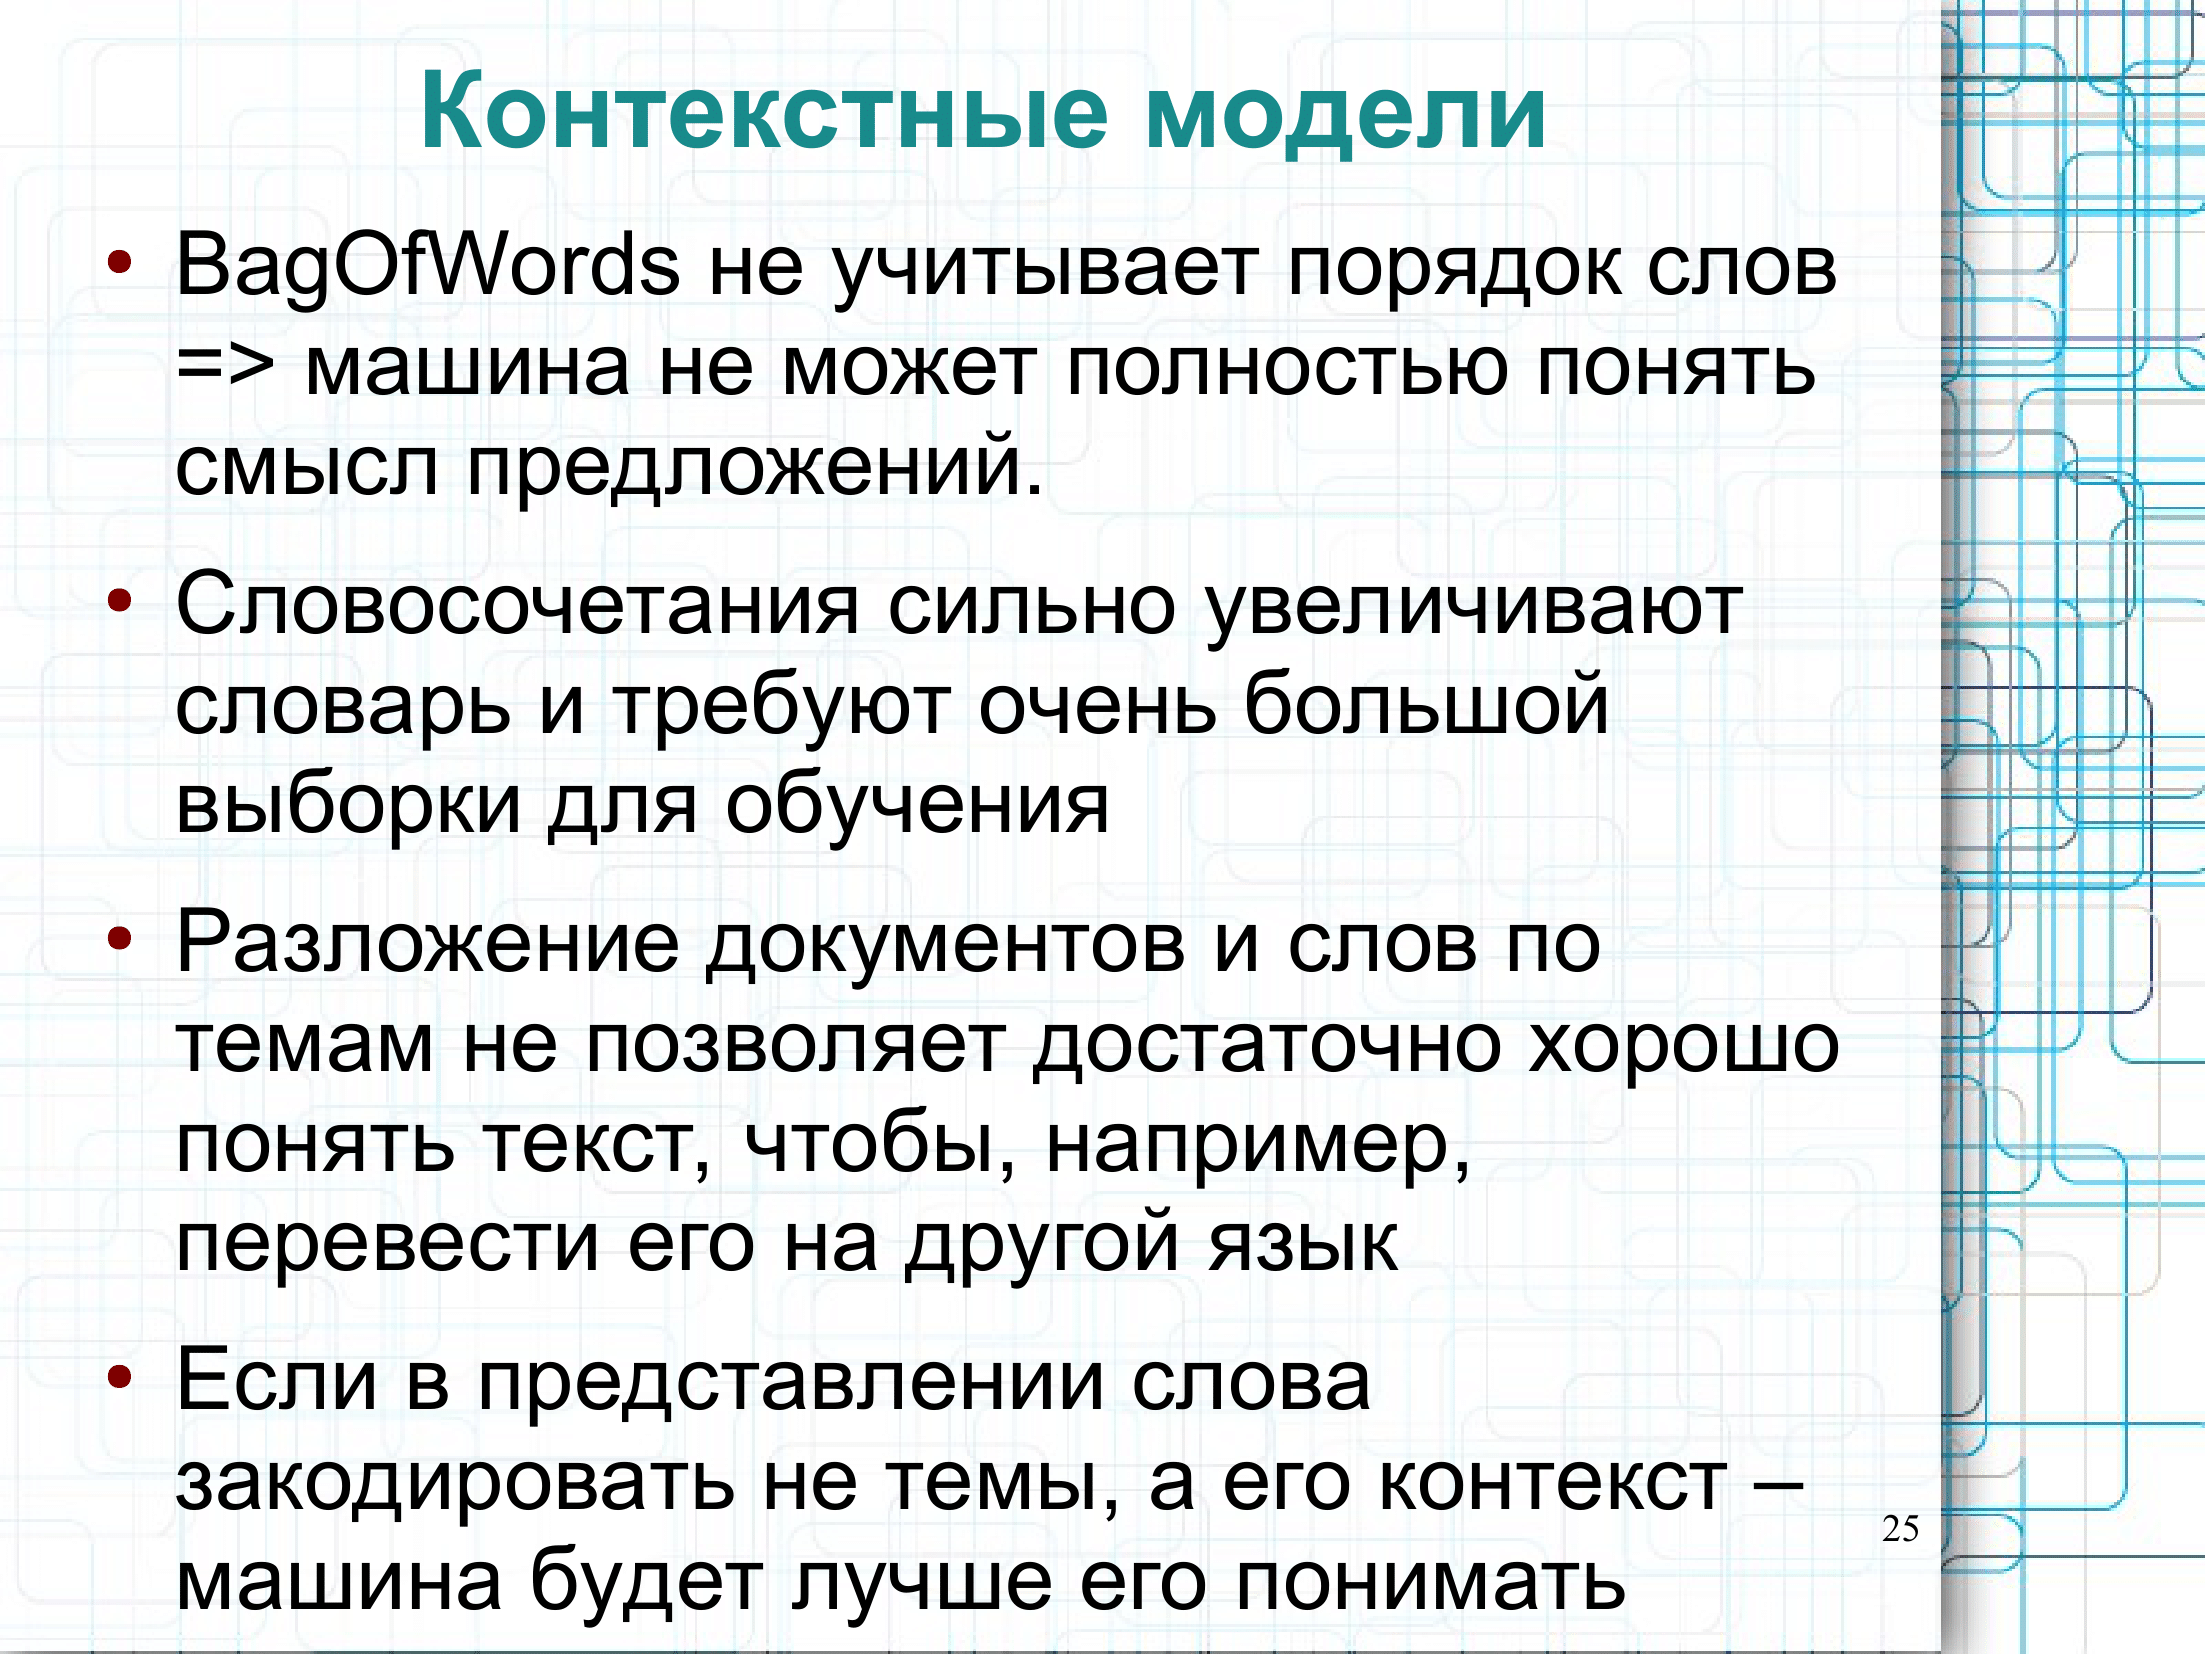 Контекстные модели
• BagOfWords не учитывает порядок слов
=> машина не может полностью понять
смысл предложений.
• Словосочетания сильно увеличивают
словарь и требуют очень большой
выборки для обучения
• Разложение документов и слов по
темам не позволяет достаточно хорошо
понять текст, чтобы, например,
перевести его на другой язык
• Если в представлении слова
закодировать не темы, а его контекст –
машина будет лучше его понимать
25